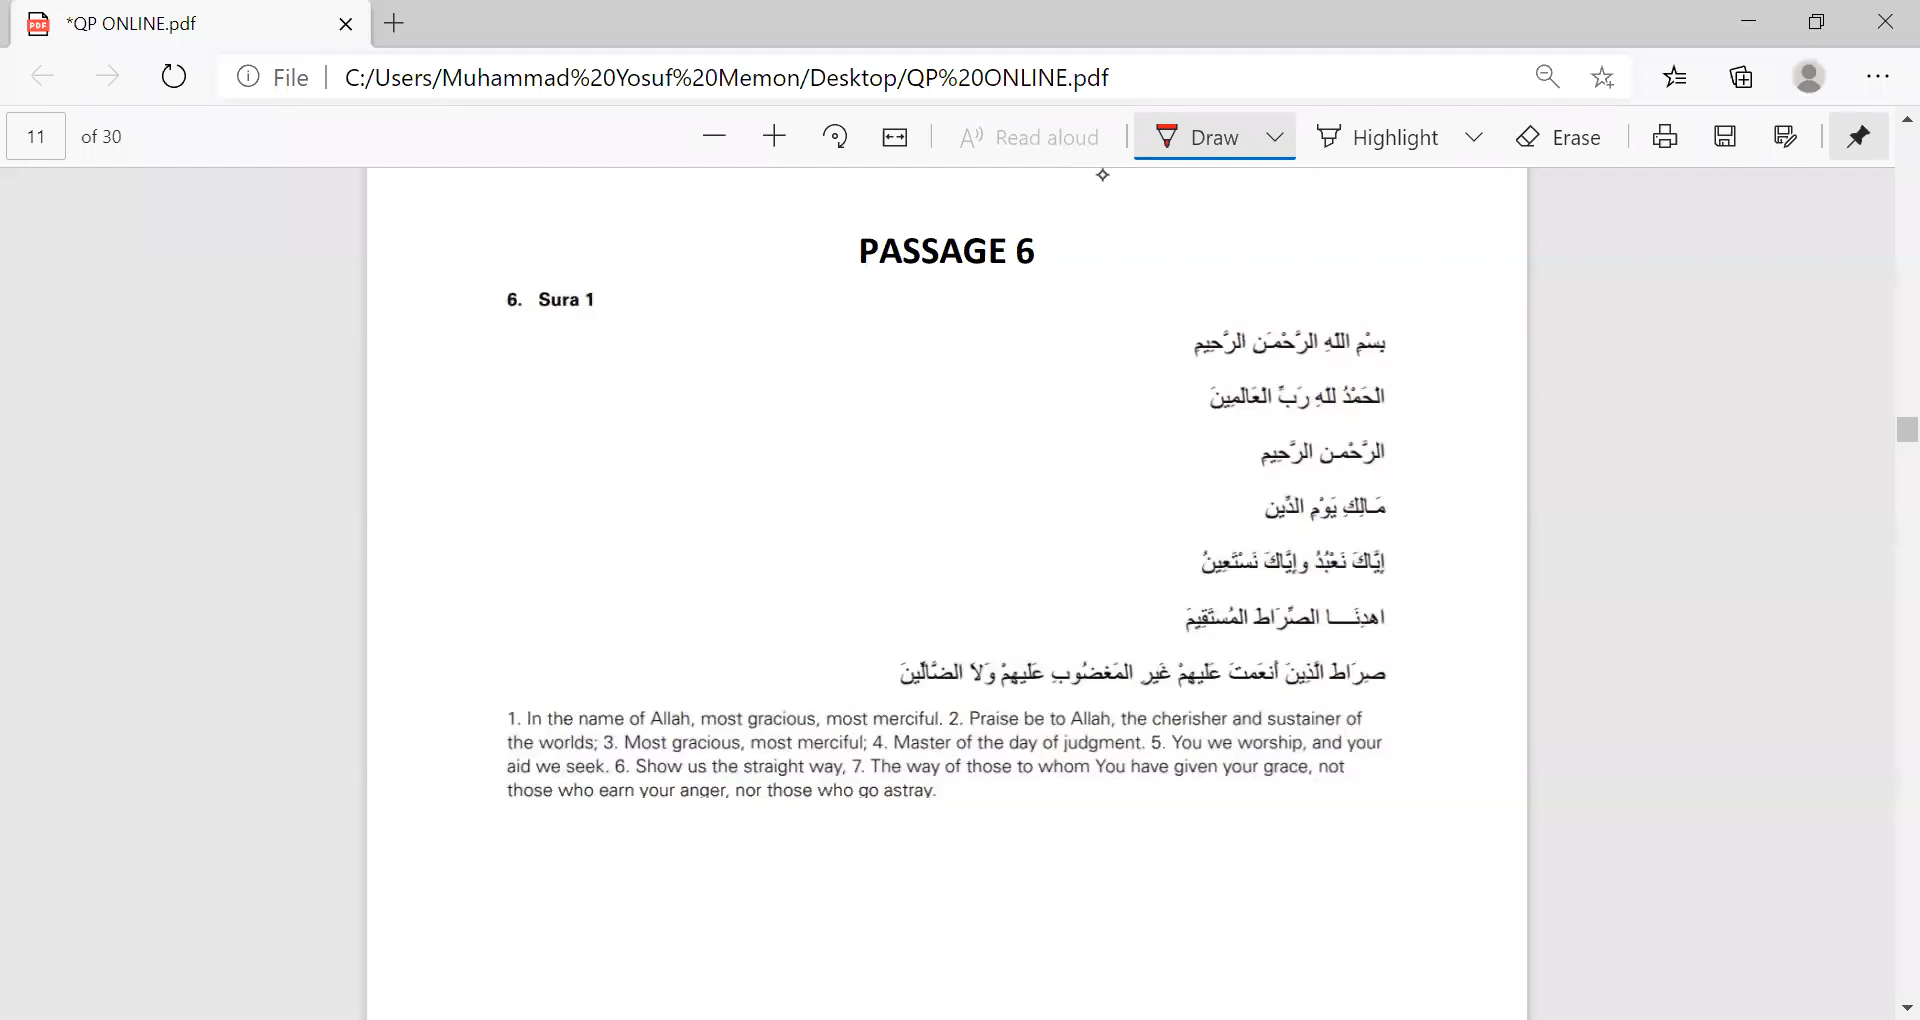 *QP ONLINE.pdf
File | C:/Users/Muhammad%20Yosuf%20Memon/Desktop/QP%20ONLINE.pdf
11 of 30 Read aloud Draw Highlight Erase
PASSAGE 6
6. Sura 1
بِسْمِ اللّهِ الرَّحْمَـنِ الرَّحِيمِ
الْحَمْدُ للّهِ رَبِّ الْعَالَمِينَ
الرَّحْمـنِ الرَّحِيمِ
مَـالِكِ يَوْمِ الدِّينِ
إِيَّاكَ نَعْبُدُ وإِيَّاكَ نَسْتَعِينُ
اهدِنَــــا الصِّرَاطَ المُستَقِيمَ
صِرَاطَ الَّذِينَ أَنعَمتَ عَلَيهِمْ غَيرِ المَغضُوبِ عَلَيهِمْ وَلاَ الضَّالِّينَ
1. In the name of Allah, most gracious, most merciful. 2. Praise be to Allah, the cherisher and sustainer of
the worlds; 3. Most gracious, most merciful; 4. Master of the day of judgment. 5. You we worship, and your
aid we seek. 6. Show us the straight way, 7. The way of those to whom You have given your grace, not
those who earn your anger, nor those who go astray.